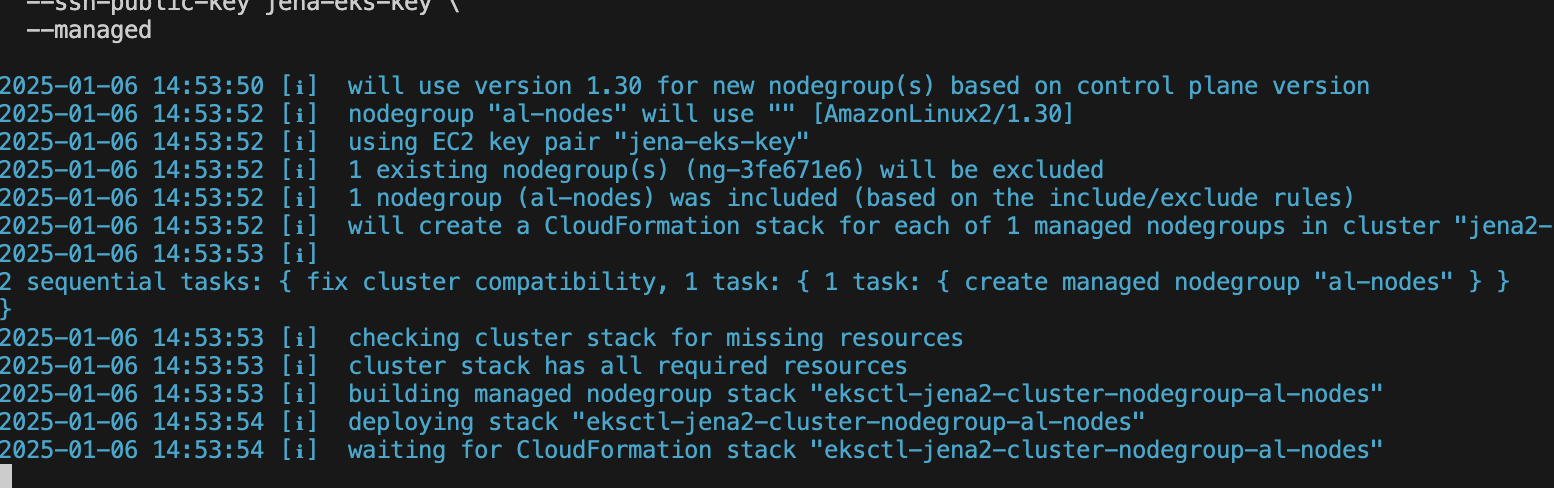 --ssh-public-key jena-eks-key \
--managed
2025-01-06 14:53:50 [ℹ]  will use version 1.30 for new nodegroup(s) based on control plane version
2025-01-06 14:53:52 [ℹ]  nodegroup "al-nodes" will use "" [AmazonLinux2/1.30]
2025-01-06 14:53:52 [ℹ]  using EC2 key pair "jena-eks-key"
2025-01-06 14:53:52 [ℹ]  1 existing nodegroup(s) (ng-3fe671e6) will be excluded
2025-01-06 14:53:52 [ℹ]  1 nodegroup (al-nodes) was included (based on the include/exclude rules)
2025-01-06 14:53:52 [ℹ]  will create a CloudFormation stack for each of 1 managed nodegroups in cluster "jena2-
2025-01-06 14:53:53 [ℹ]
2 sequential tasks: { fix cluster compatibility, 1 task: { 1 task: { create managed nodegroup "al-nodes" } }
}
2025-01-06 14:53:53 [ℹ]  checking cluster stack for missing resources
2025-01-06 14:53:53 [ℹ]  cluster stack has all required resources
2025-01-06 14:53:53 [ℹ]  building managed nodegroup stack "eksctl-jena2-cluster-nodegroup-al-nodes"
2025-01-06 14:53:54 [ℹ]  deploying stack "eksctl-jena2-cluster-nodegroup-al-nodes"
2025-01-06 14:53:54 [ℹ]  waiting for CloudFormation stack "eksctl-jena2-cluster-nodegroup-al-nodes"